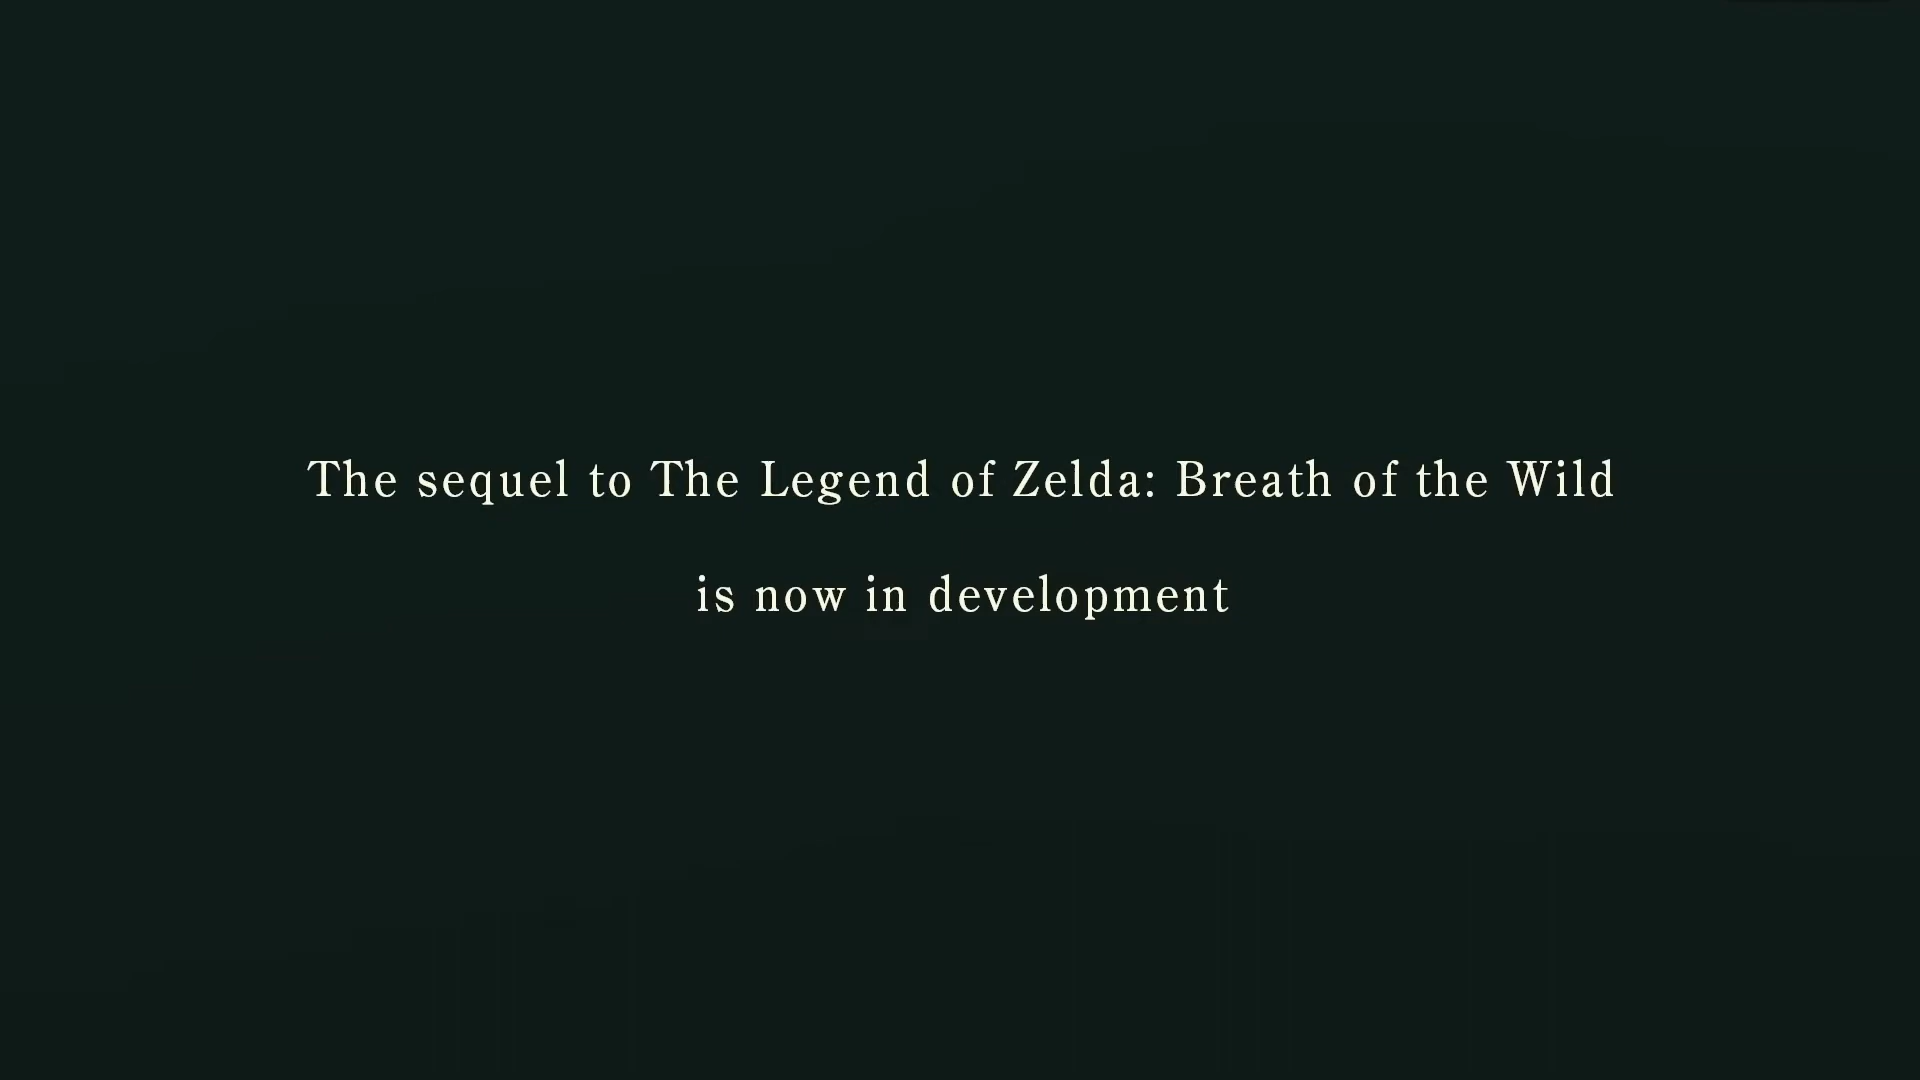 The sequel to The Legend of Zelda: Breath of the Wild
is now in development